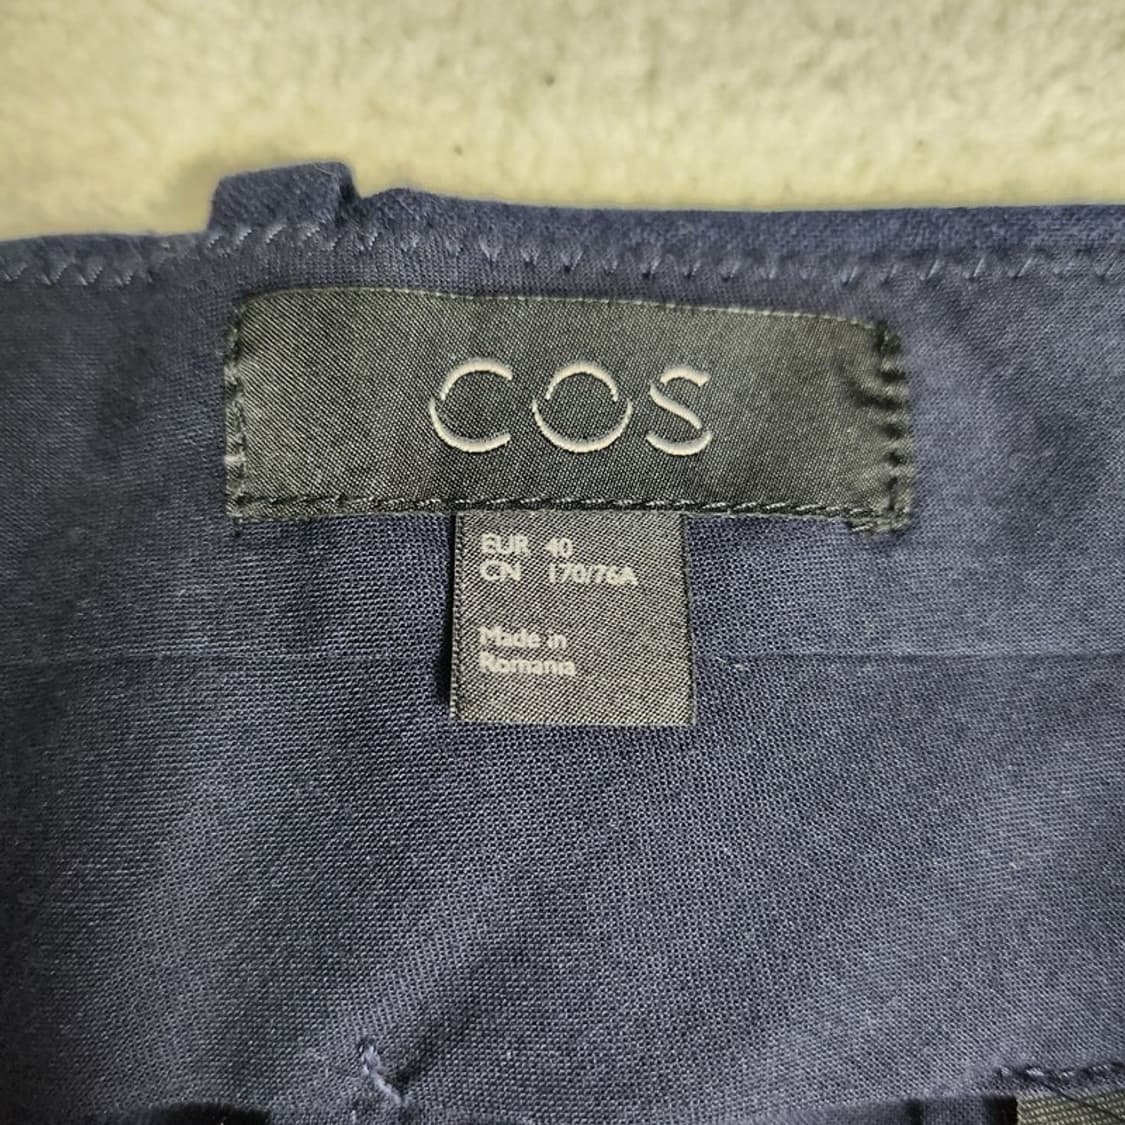 COS
EUR 40
CN 170/76A
Made in
Romania